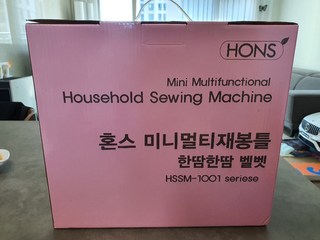 HONS
Mini Multifunctional
Household Sewing Machine
혼스 미니멀티재봉틀
한땀한땀 벨벳
HSSM-1001 seriese